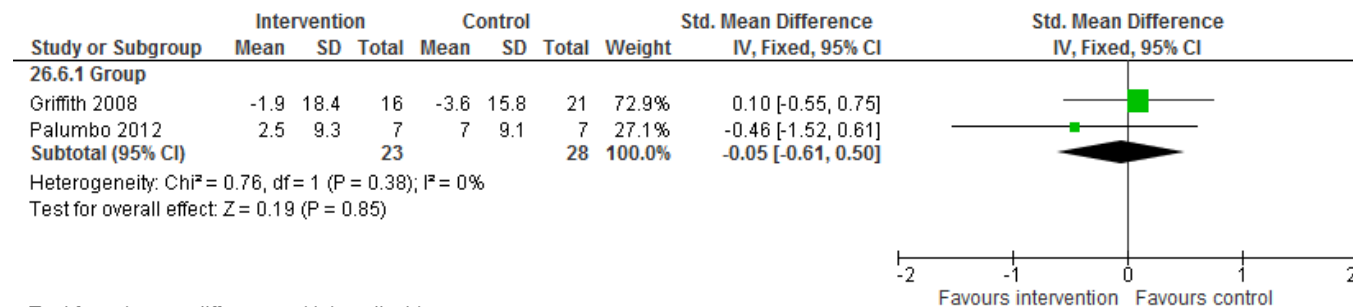 Intervention Control Std. Mean Difference Std. Mean Difference
Study or Subgroup Mean SD Total Mean SD Total Weight IV, Fixed, 95% CI IV, Fixed, 95% CI
26.6.1 Group
Griffith 2008 -1.9 18.4 16 -3.6 15.8 21 72.9% 0.10 [-0.55, 0.75]
Palumbo 2012 2.5 9.3 7 7 9.1 7 27.1% -0.46 [-1.52, 0.61]
Subtotal (95% CI) 23 28 100.0% -0.05 [-0.61, 0.50]
Heterogeneity: Chi² = 0.76, df = 1 (P = 0.38); I² = 0%
Test for overall effect: Z = 0.19 (P = 0.85)
-2 -1 0 1 2
Favours intervention Favours control